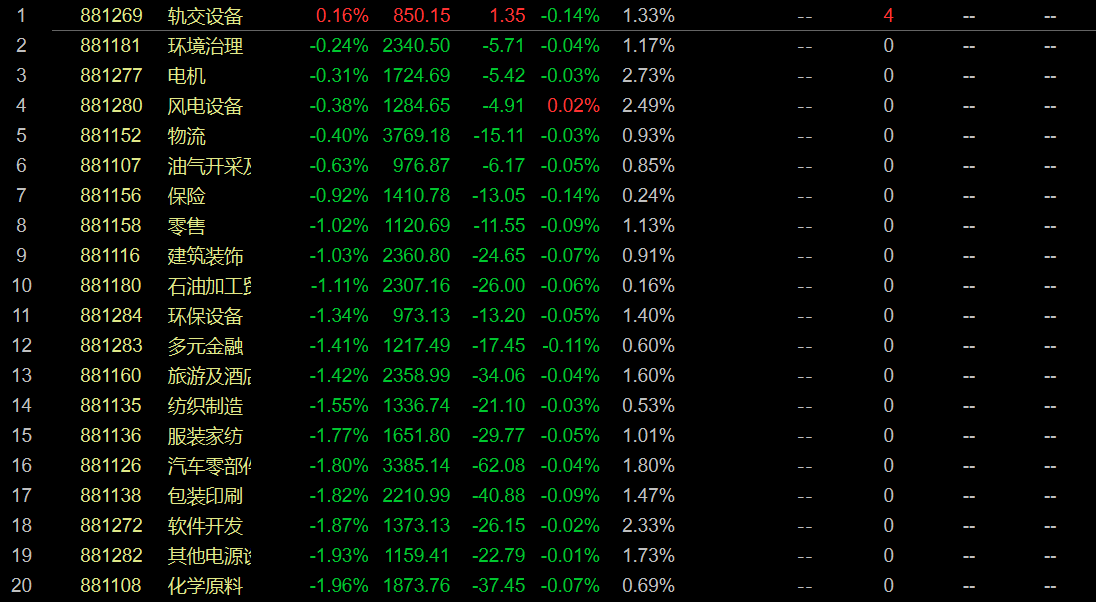 1 881269 轨交设备 0.16% 850.15 1.35 -0.14% 1.33% -- 4 -- --
2 881181 环境治理 -0.24% 2340.50 -5.71 -0.04% 1.17% -- 0 -- --
3 881277 电机 -0.31% 1724.69 -5.42 -0.03% 2.73% -- 0 -- --
4 881280 风电设备 -0.38% 1284.65 -4.91 0.02% 2.49% -- 0 -- --
5 881152 物流 -0.40% 3769.18 -15.11 -0.03% 0.93% -- 0 -- --
6 881107 油气开采及 -0.63% 976.87 -6.17 -0.05% 0.85% -- 0 -- --
7 881156 保险 -0.92% 1410.78 -13.05 -0.14% 0.24% -- 0 -- --
8 881158 零售 -1.02% 1120.69 -11.55 -0.09% 1.13% -- 0 -- --
9 881116 建筑装饰 -1.03% 2360.80 -24.65 -0.07% 0.91% -- 0 -- --
10 881180 石油加工贸 -1.11% 2307.16 -26.00 -0.06% 0.16% -- 0 -- --
11 881284 环保设备 -1.34% 973.13 -13.20 -0.05% 1.40% -- 0 -- --
12 881283 多元金融 -1.41% 1217.49 -17.45 -0.11% 0.60% -- 0 -- --
13 881160 旅游及酒店 -1.42% 2358.99 -34.06 -0.04% 1.60% -- 0 -- --
14 881135 纺织制造 -1.55% 1336.74 -21.10 -0.03% 0.53% -- 0 -- --
15 881136 服装家纺 -1.77% 1651.80 -29.77 -0.05% 1.01% -- 0 -- --
16 881126 汽车零部件 -1.80% 3385.14 -62.08 -0.04% 1.80% -- 0 -- --
17 881138 包装印刷 -1.82% 2210.99 -40.88 -0.09% 1.47% -- 0 -- --
18 881272 软件开发 -1.87% 1373.13 -26.15 -0.02% 2.33% -- 0 -- --
19 881282 其他电源设 -1.93% 1159.41 -22.79 -0.01% 1.73% -- 0 -- --
20 881108 化学原料 -1.96% 1873.76 -37.45 -0.07% 0.69% -- 0 -- --